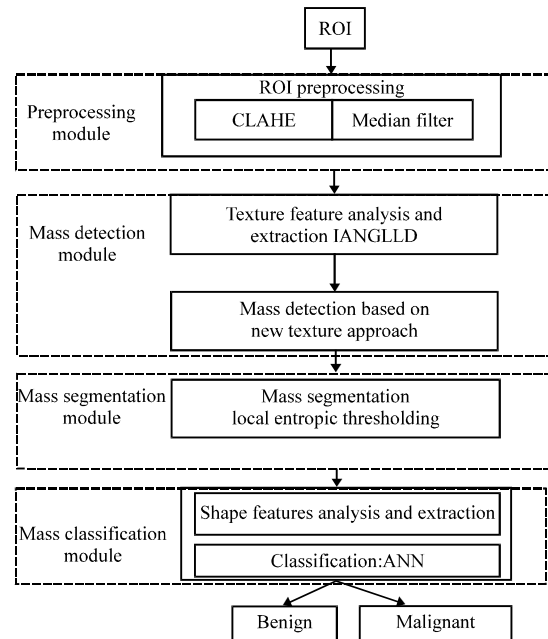 ROI
ROI preprocessing
Preprocessing
module
CLAHE
Median filter
Mass detection
module
Texture feature analysis and
extraction IANGLLD
Mass detection based on
new texture approach
Mass segmentation
module
Mass segmentation
local entropic thresholding
Mass classification
module
Shape features analysis and extraction
Classification:ANN
Benign
Malignant